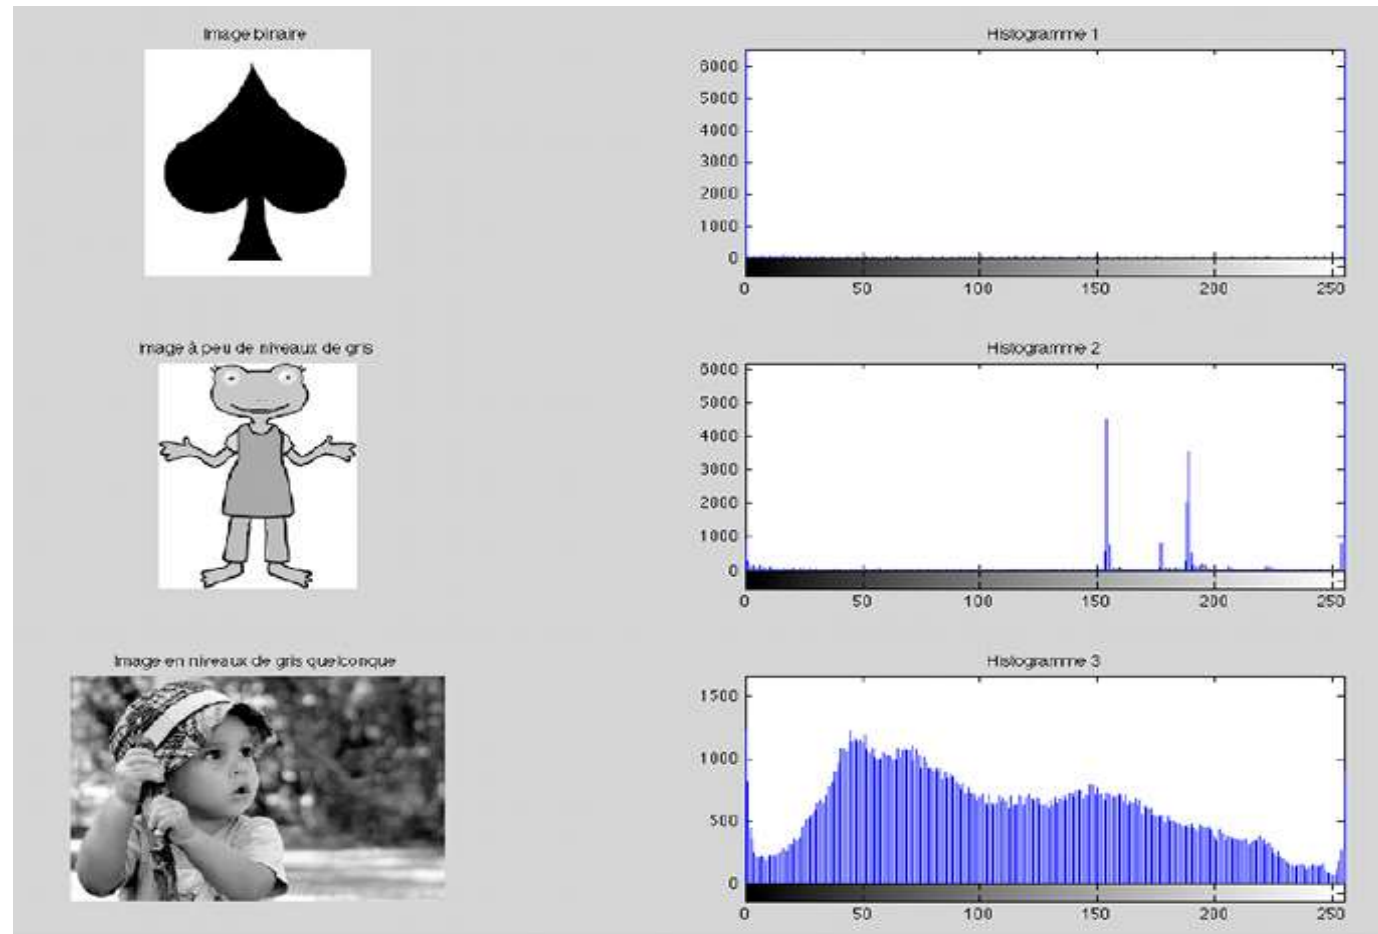 Image binaire
Histogramme 1
6000
5000
4000
3000
2000
1000
0
0 50 100 150 200 250
Image à peu de niveaux de gris
Histogramme 2
6000
5000
4000
3000
2000
1000
0
0 50 100 150 200 250
Image en niveaux de gris quelconque
Histogramme 3
1500
1000
500
0
0 50 100 150 200 250